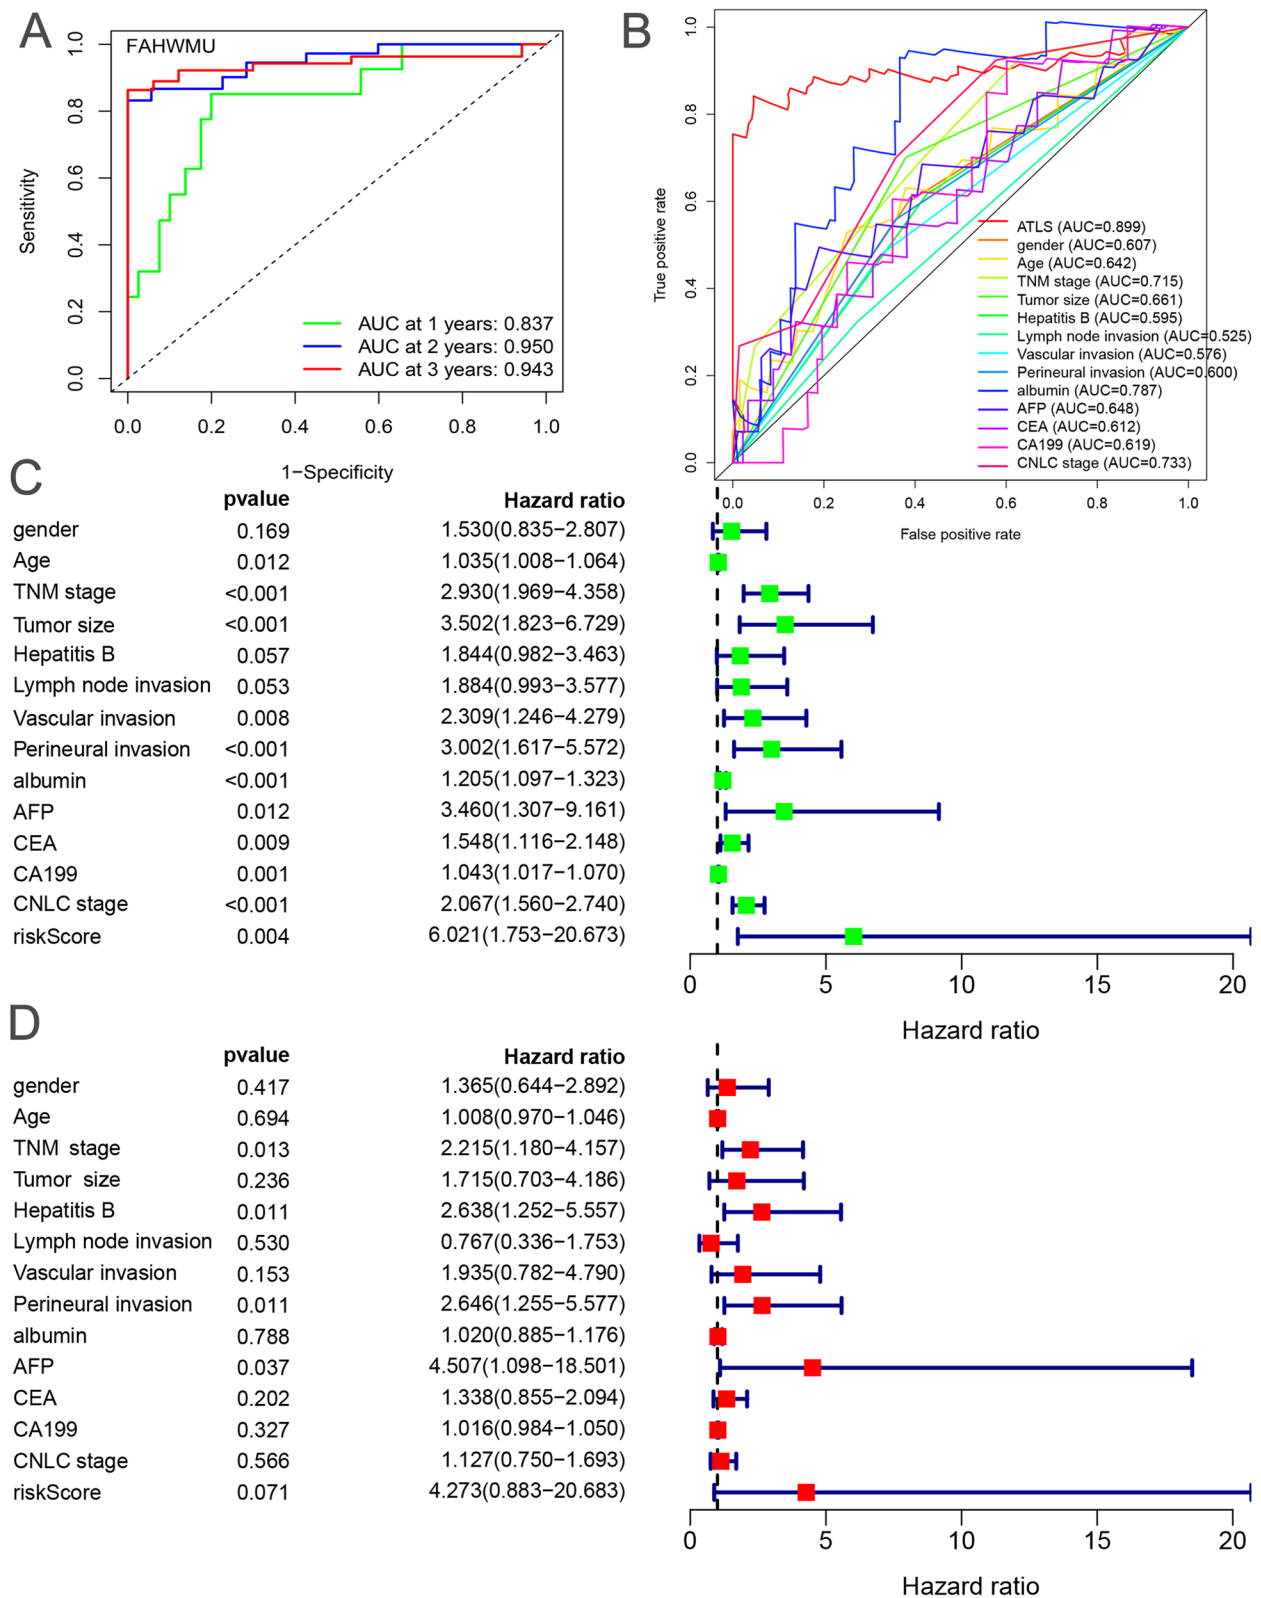 A
FAHWMU
Sensitivity
0.0 0.2 0.4 0.6 0.8 1.0
AUC at 1 years: 0.837
AUC at 2 years: 0.950
AUC at 3 years: 0.943
0.0 0.2 0.4 0.6 0.8 1.0
1−Specificity
B
True positive rate
0.0 0.2 0.4 0.6 0.8 1.0
ATLS (AUC=0.899)
gender (AUC=0.607)
Age (AUC=0.642)
TNM stage (AUC=0.715)
Tumor size (AUC=0.661)
Hepatitis B (AUC=0.595)
Lymph node invasion (AUC=0.525)
Vascular invasion (AUC=0.576)
Perineural invasion (AUC=0.600)
albumin (AUC=0.787)
AFP (AUC=0.648)
CEA (AUC=0.612)
CA199 (AUC=0.619)
CNLC stage (AUC=0.733)
0.0 0.2 0.4 0.6 0.8 1.0
False positive rate
C
pvalue Hazard ratio
gender 0.169 1.530(0.835−2.807)
Age 0.012 1.035(1.008−1.064)
TNM stage <0.001 2.930(1.969−4.358)
Tumor size <0.001 3.502(1.823−6.729)
Hepatitis B 0.057 1.844(0.982−3.463)
Lymph node invasion 0.053 1.884(0.993−3.577)
Vascular invasion 0.008 2.309(1.246−4.279)
Perineural invasion <0.001 3.002(1.617−5.572)
albumin <0.001 1.205(1.097−1.323)
AFP 0.012 3.460(1.307−9.161)
CEA 0.009 1.548(1.116−2.148)
CA199 0.001 1.043(1.017−1.070)
CNLC stage <0.001 2.067(1.560−2.740)
riskScore 0.004 6.021(1.753−20.673)
0 5 10 15 20
Hazard ratio
D
pvalue Hazard ratio
gender 0.417 1.365(0.644−2.892)
Age 0.694 1.008(0.970−1.046)
TNM stage 0.013 2.215(1.180−4.157)
Tumor size 0.236 1.715(0.703−4.186)
Hepatitis B 0.011 2.638(1.252−5.557)
Lymph node invasion 0.530 0.767(0.336−1.753)
Vascular invasion 0.153 1.935(0.782−4.790)
Perineural invasion 0.011 2.646(1.255−5.577)
albumin 0.788 1.020(0.885−1.176)
AFP 0.037 4.507(1.098−18.501)
CEA 0.202 1.338(0.855−2.094)
CA199 0.327 1.016(0.984−1.050)
CNLC stage 0.566 1.127(0.750−1.693)
riskScore 0.071 4.273(0.883−20.683)
0 5 10 15 20
Hazard ratio